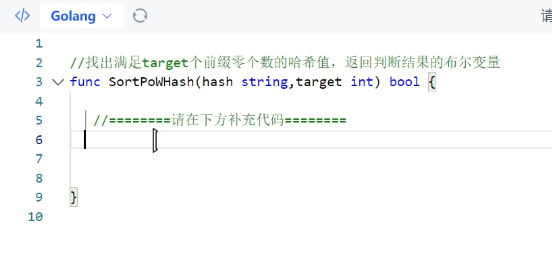 Golang
请
1
2 //找出满足target个前缀零个数的哈希值，返回判断结果的布尔变量
3 func SortPoWHash(hash string,target int) bool {
4
5 //========请在下方补充代码========
6
7
8
9 }
10